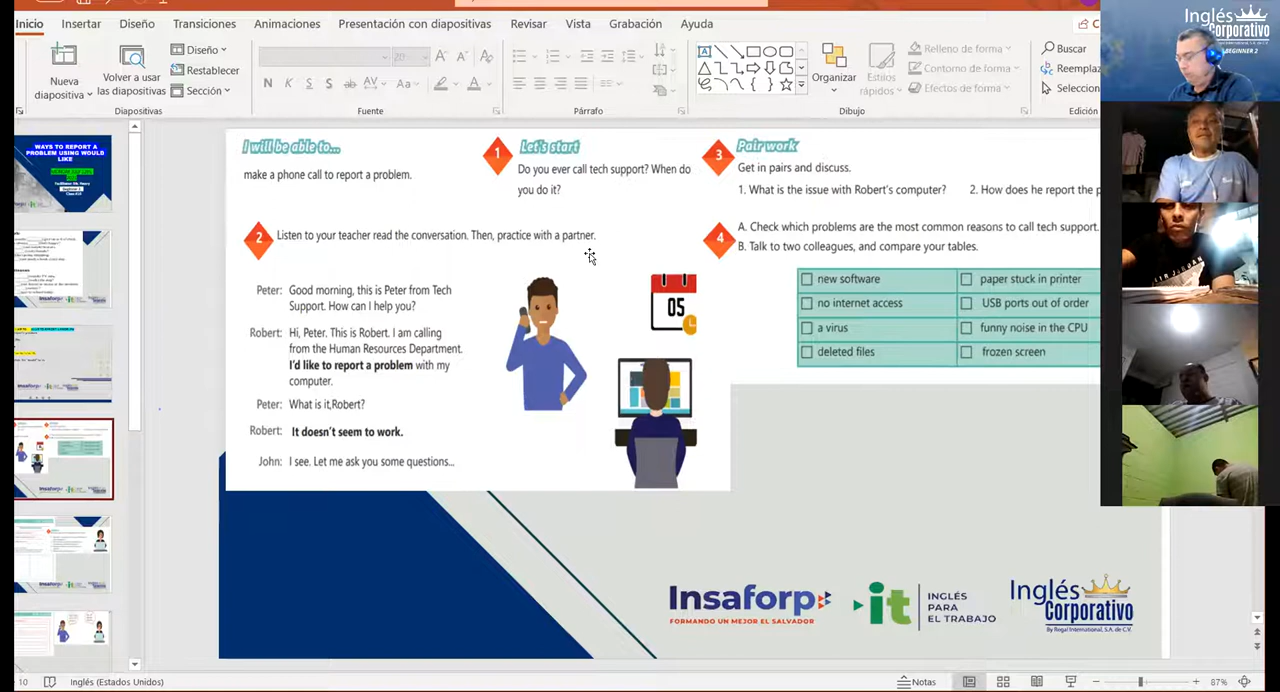 Inicio Insertar Diseño Transiciones Animaciones Presentación con diapositivas Revisar Vista Grabación Ayuda
Nueva diapositiva
Volver a usar las diapositivas
Diseño
Restablecer
Sección
Diapositivas
N K S
AV
Aa
A
Fuente
Párrafo
Organizar
Estilos rápidos
Relleno de forma
Contorno de forma
Efectos de forma
Dibujo
Buscar
Reemplaz
Seleccion
Edición
Inglés
Corporativo
BEGINNER 2
WAYS TO REPORT A
PROBLEM USING WOULD
LIKE
I will be able to...
make a phone call to report a problem.
1 Let's start
Do you ever call tech support? When do
you do it?
2 Listen to your teacher read the conversation. Then, practice with a partner.
Peter: Good morning, this is Peter from Tech
Support. How can I help you?
Robert: Hi, Peter. This is Robert. I am calling
from the Human Resources Department.
I'd like to report a problem with my
computer.
Peter: What is it,Robert?
Robert: It doesn't seem to work.
John: I see. Let me ask you some questions...
05
3 Pair work
Get in pairs and discuss.
1. What is the issue with Robert's computer? 2. How does he report the p
4 A. Check which problems are the most common reasons to call tech support.
B. Talk to two colleagues, and compare your tables.
new software paper stuck in printer
no internet access USB ports out of order
a virus funny noise in the CPU
deleted files frozen screen
Insaforp
FORMANDO UN MEJOR EL SALVADOR
it
INGLÉS
PARA
EL TRABAJO
Inglés
Corporativo
By Regal International, S.A. de C.V.
10 Inglés (Estados Unidos) Notas 87%